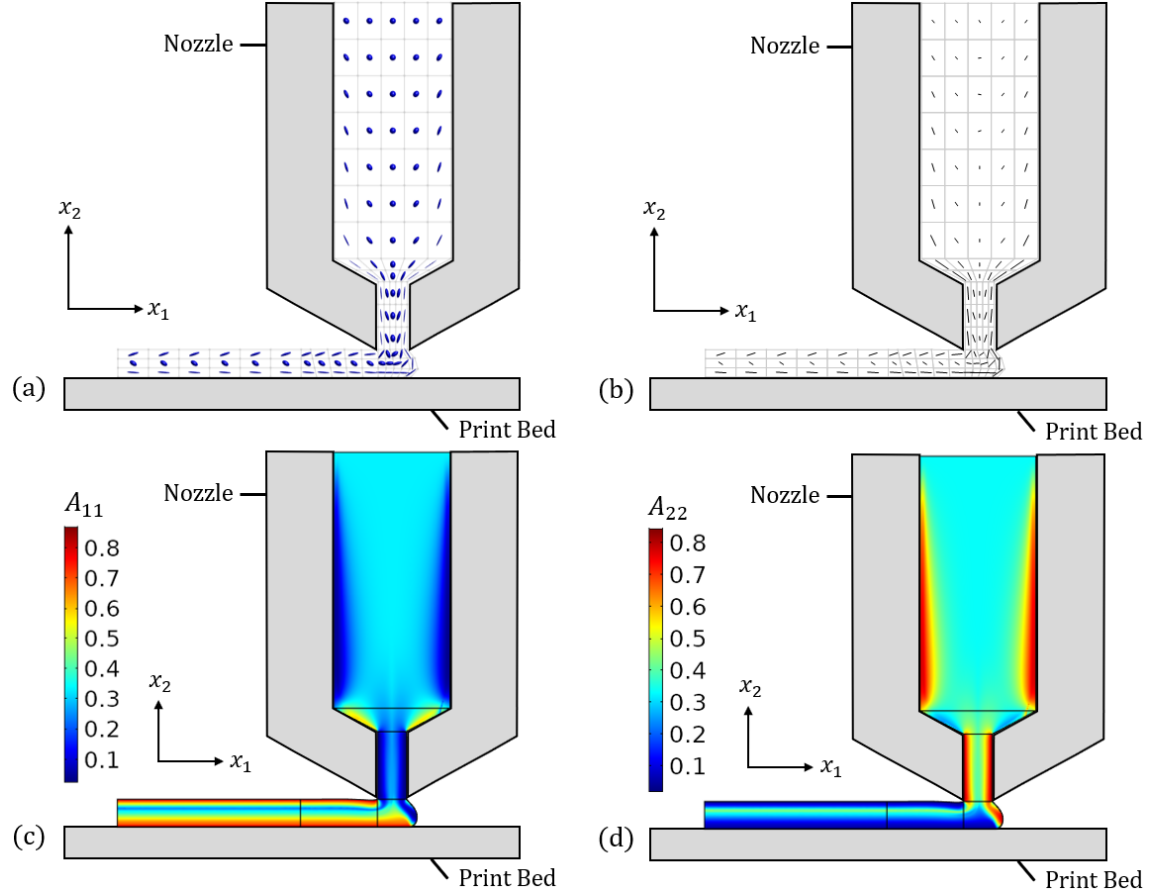 Nozzle
x₂
x₁
(a)
Print Bed
Nozzle
x₂
x₁
(b)
Print Bed
Nozzle
A₁₁
0.8
0.7
0.6
0.5
0.4
0.3
0.2
0.1
x₂
x₁
(c)
Print Bed
Nozzle
A₂₂
0.8
0.7
0.6
0.5
0.4
0.3
0.2
0.1
x₂
x₁
(d)
Print Bed